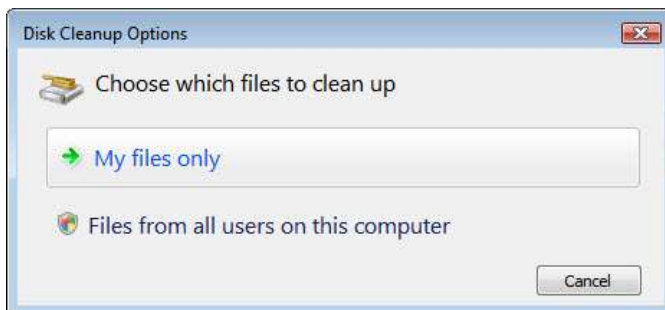 Disk Cleanup Options
Choose which files to clean up
My files only
Files from all users on this computer
Cancel